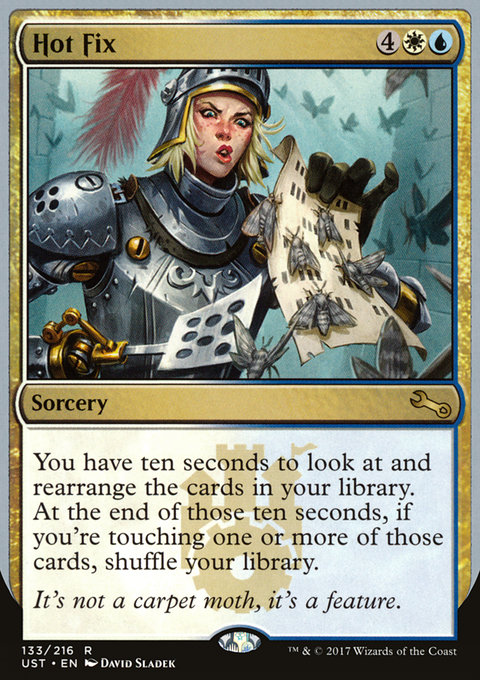 Hot Fix 4
Sorcery
You have ten seconds to look at and
rearrange the cards in your library.
At the end of those ten seconds, if
you're touching one or more of those
cards, shuffle your library.
It's not a carpet moth, it's a feature.
133/216 R
UST • EN David Sladek ™ & © 2017 Wizards of the Coast